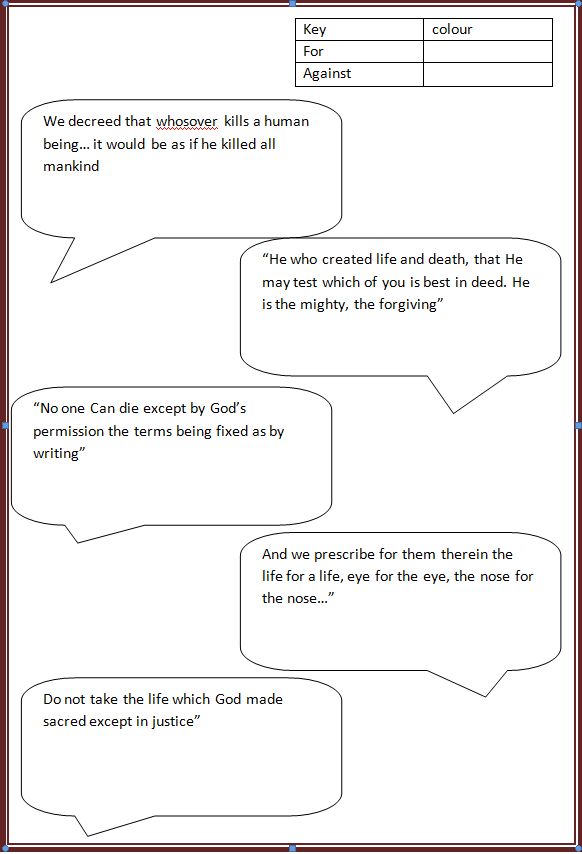 Key colour
For
Against
We decreed that whosover kills a human
being... it would be as if he killed all
mankind
“He who created life and death, that He
may test which of you is best in deed. He
is the mighty, the forgiving”
“No one Can die except by God’s
permission the terms being fixed as by
writing”
And we prescribe for them therein the
life for a life, eye for the eye, the nose for
the nose...”
Do not take the life which God made
sacred except in justice”